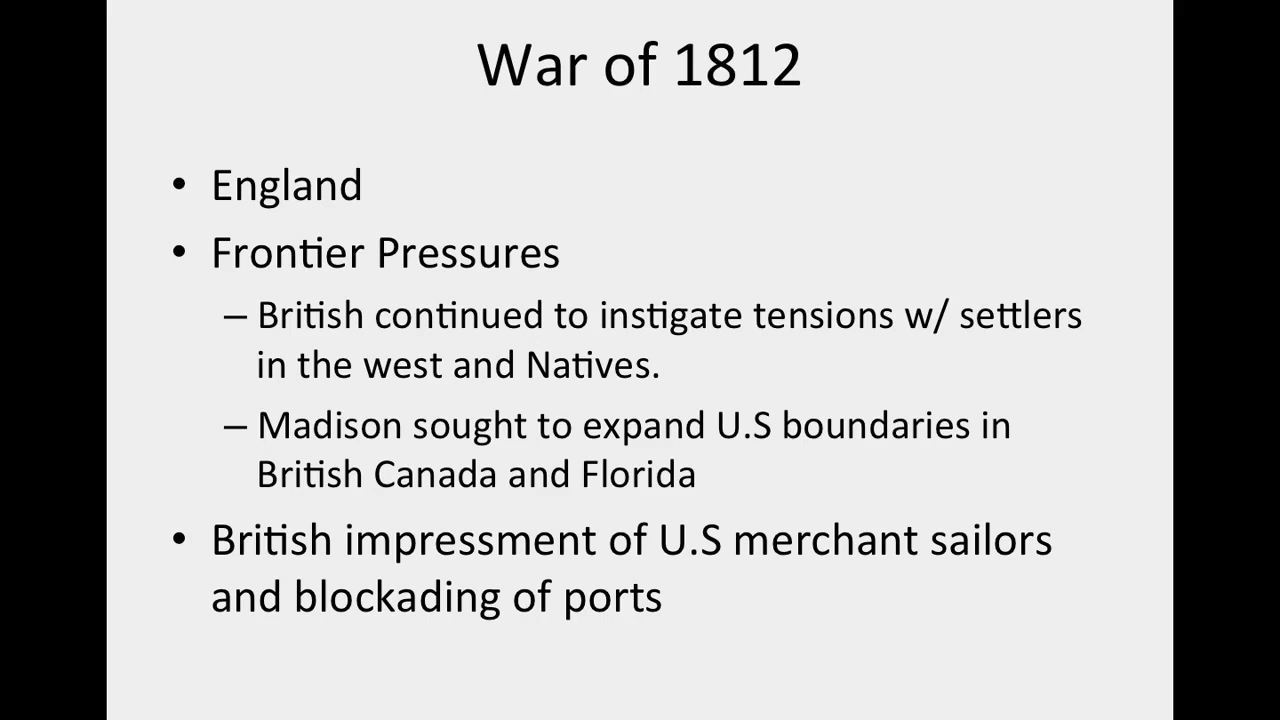 War of 1812
• England
• Frontier Pressures
– British continued to instigate tensions w/ settlers
in the west and Natives.
– Madison sought to expand U.S boundaries in
British Canada and Florida
• British impressment of U.S merchant sailors
and blockading of ports